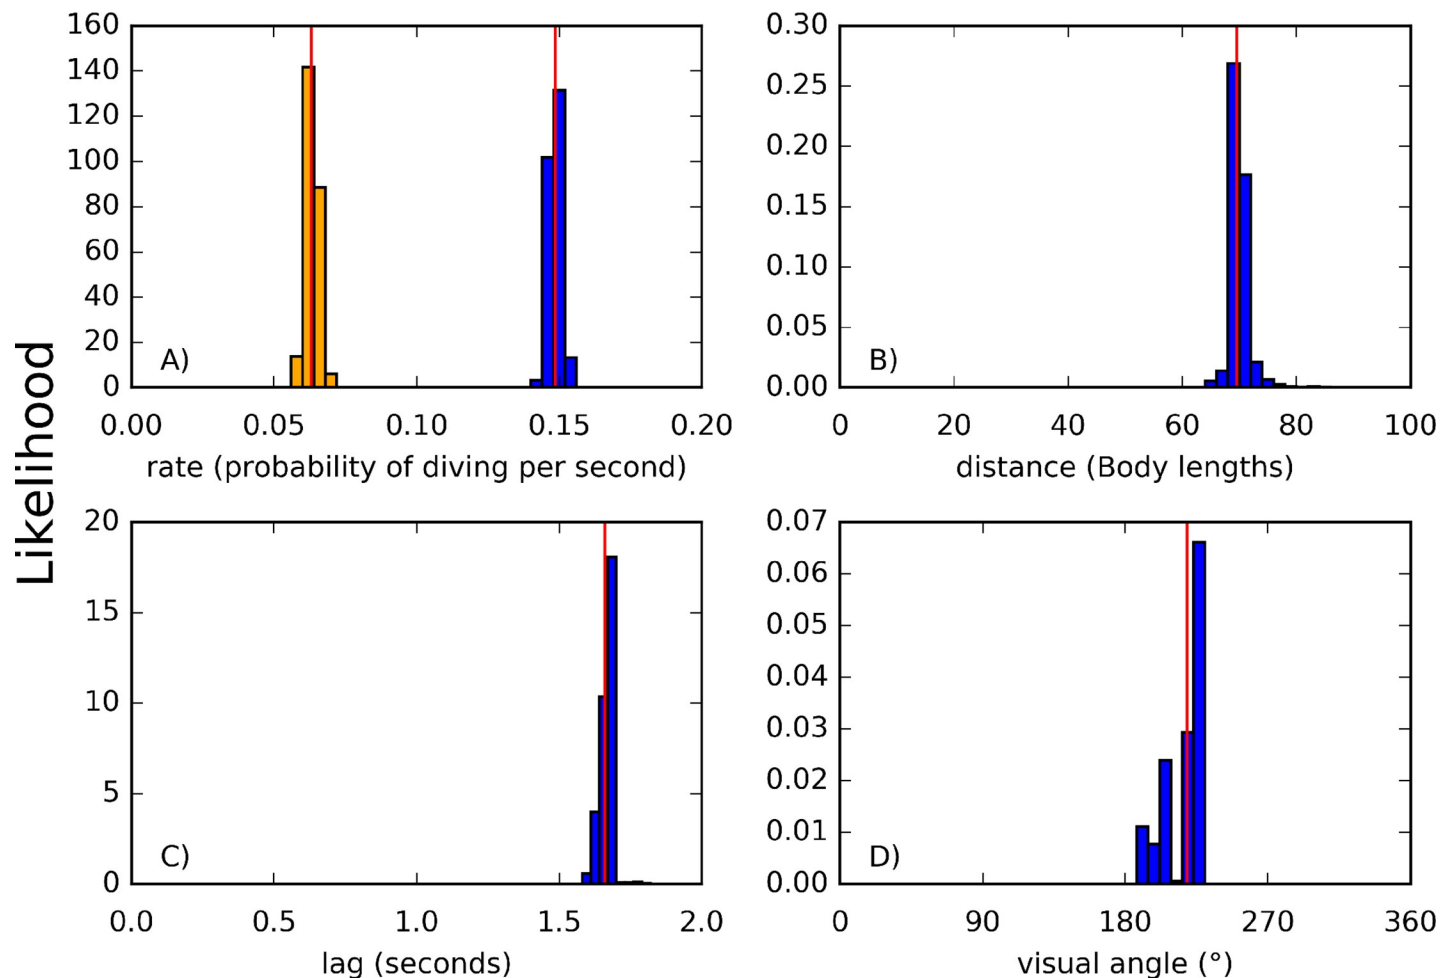 Likelihood
160
140
120
100
80
60
40
20
0
A)
0.00 0.05 0.10 0.15 0.20
rate (probability of diving per second)
0.30
0.25
0.20
0.15
0.10
0.05
0.00
B)
0 20 40 60 80 100
distance (Body lengths)
20
15
10
5
0
C)
0.0 0.5 1.0 1.5 2.0
lag (seconds)
0.07
0.06
0.05
0.04
0.03
0.02
0.01
0.00
D)
0 90 180 270 360
visual angle (°)